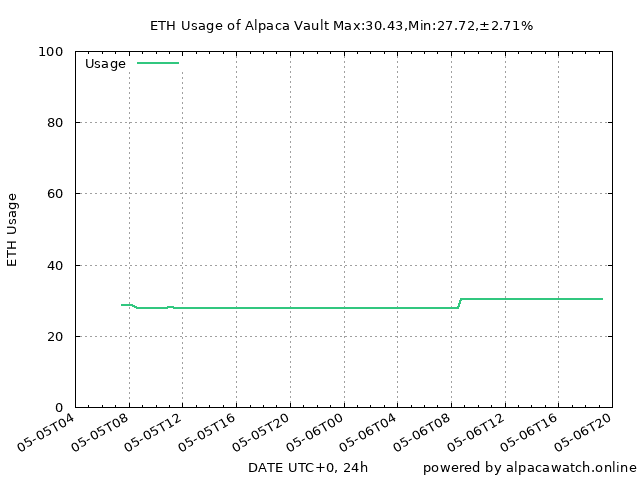 ETH Usage of Alpaca Vault Max:30.43,Min:27.72,±2.71%
100
Usage
80
60
ETH Usage
40
20
0
05-05T04
05-05T08
05-05T12
05-05T16
05-05T20
05-06T00
05-06T04
05-06T08
05-06T12
05-06T16
05-06T20
DATE UTC+0, 24h
powered by alpacawatch.online